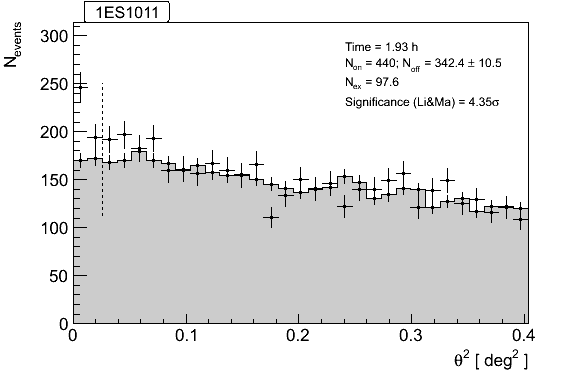 1ES1011
N_events
Time = 1.93 h
N_on = 440; N_off = 342.4 ± 10.5
N_ex = 97.6
Significance (Li&Ma) = 4.35σ
300
250
200
150
100
50
0
0 0.1 0.2 0.3 0.4
θ² [ deg² ]